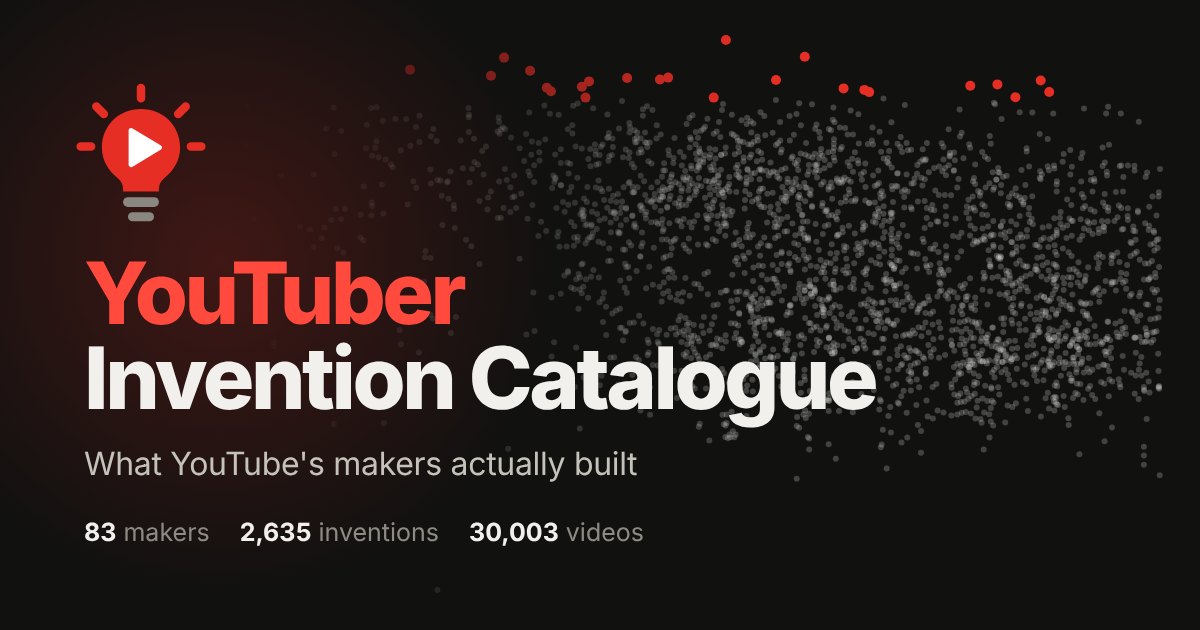 YouTuber
Invention Catalogue
What YouTube's makers actually built
83 makers 2,635 inventions 30,003 videos